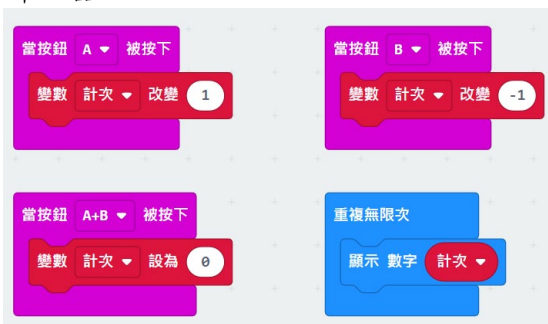 當按鈕 A 被按下
變數 計次 改變 1
當按鈕 B 被按下
變數 計次 改變 -1
當按鈕 A+B 被按下
變數 計次 設為 0
重複無限次
顯示 數字 計次